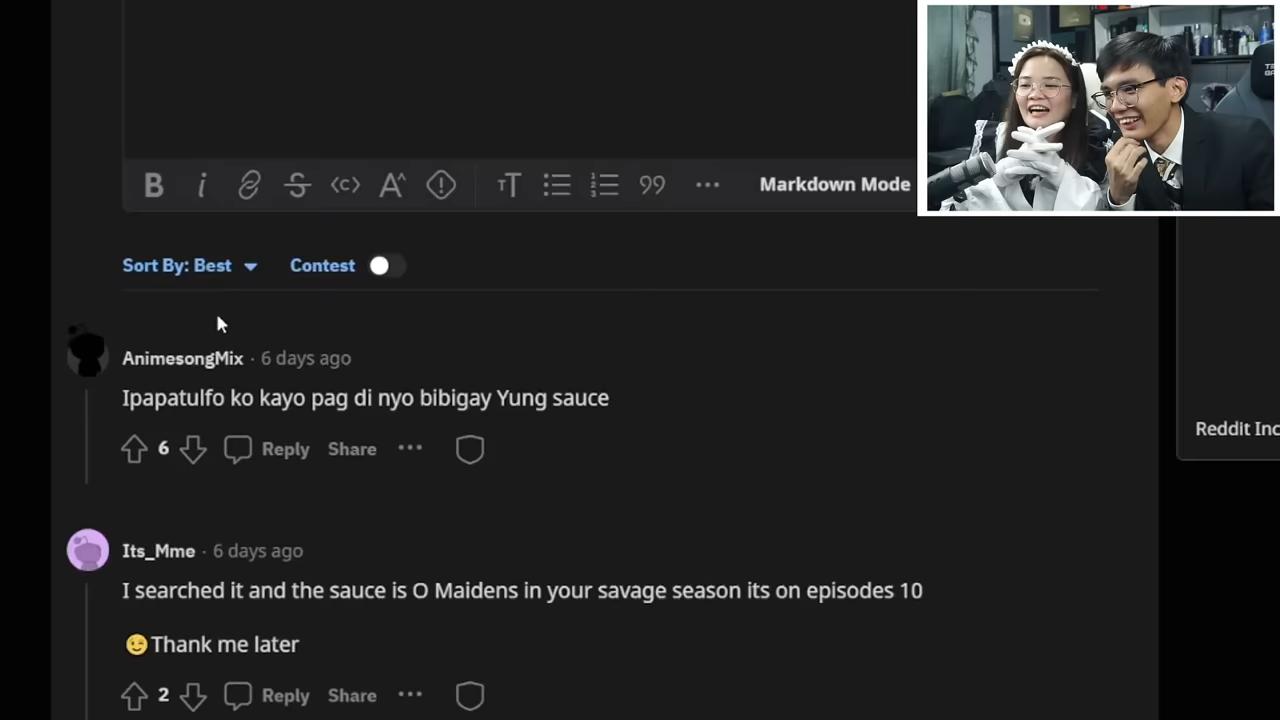 Markdown Mode
Sort By: Best
Contest
AnimesongMix · 6 days ago
Ipapatulfo ko kayo pag di nyo bibigay Yung sauce
6 Reply Share
Its_Mme · 6 days ago
I searched it and the sauce is O Maidens in your savage season its on episodes 10
😉Thank me later
2 Reply Share
Reddit Inc